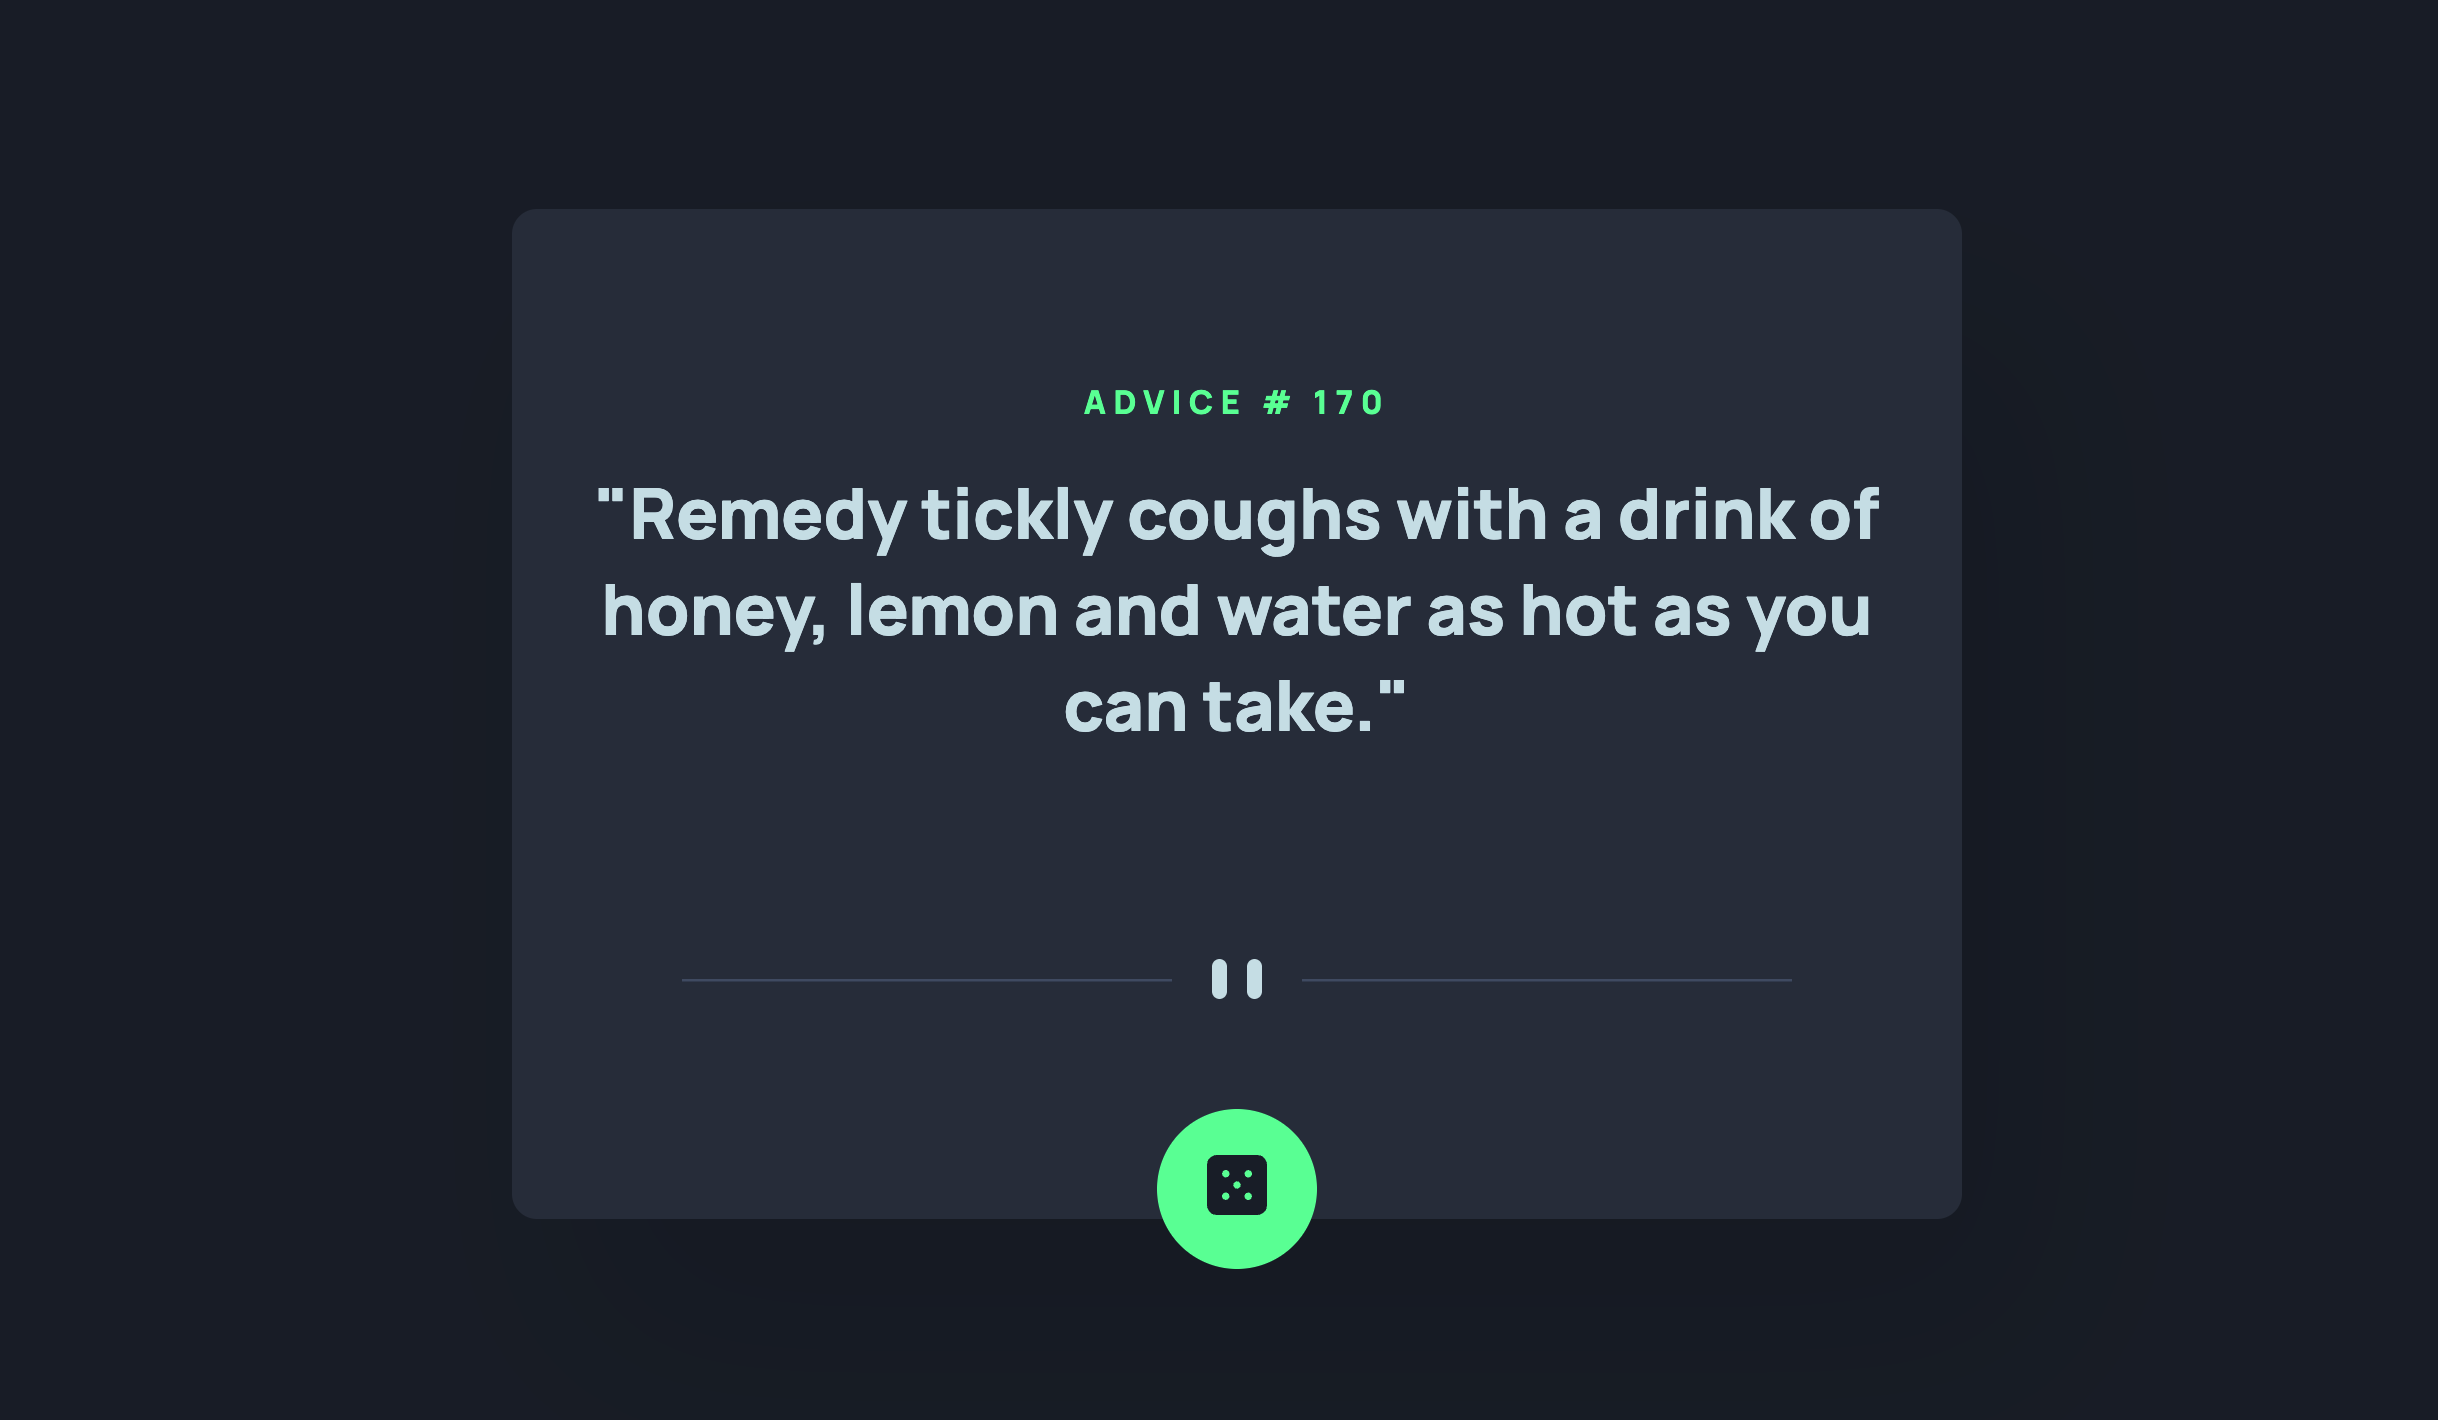 ADVICE # 170
"Remedy tickly coughs with a drink of
honey, lemon and water as hot as you
can take."